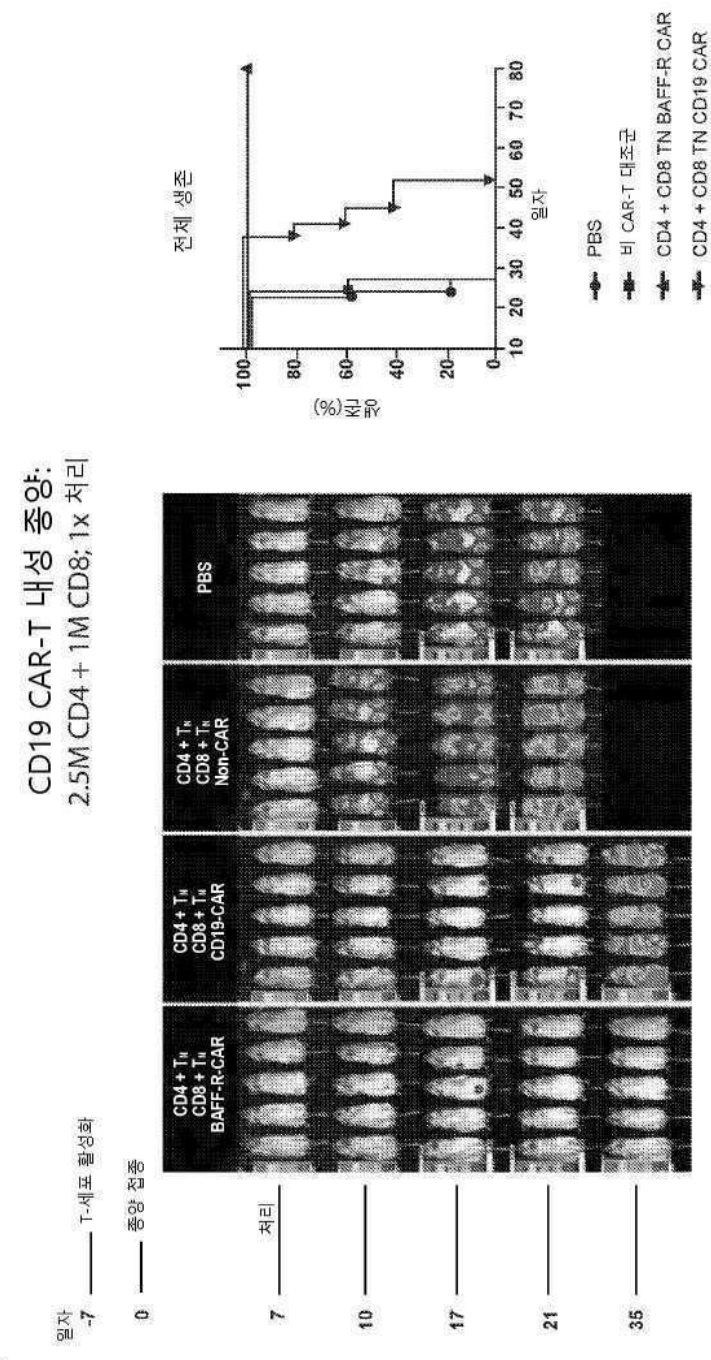 CD19 CAR-T 내성 종양:
2.5M CD4 + 1M CD8; 1x 처리
일자
-7
T-세포 활성화
0
종양 접종
7
처리
10
17
21
35
CD4 + TN
CD8 + TN
BAFF-R-CAR
CD4 + TN
CD8 + TN
CD19-CAR
CD4 + TN
CD8 + TN
Non-CAR
PBS
전체 생존
생존(%)
100
80
60
40
20
0
10
20
30
40
50
60
70
80
일자
PBS
비 CAR-T 대조군
CD4 + CD8 TN BAFF-R CAR
CD4 + CD8 TN CD19 CAR